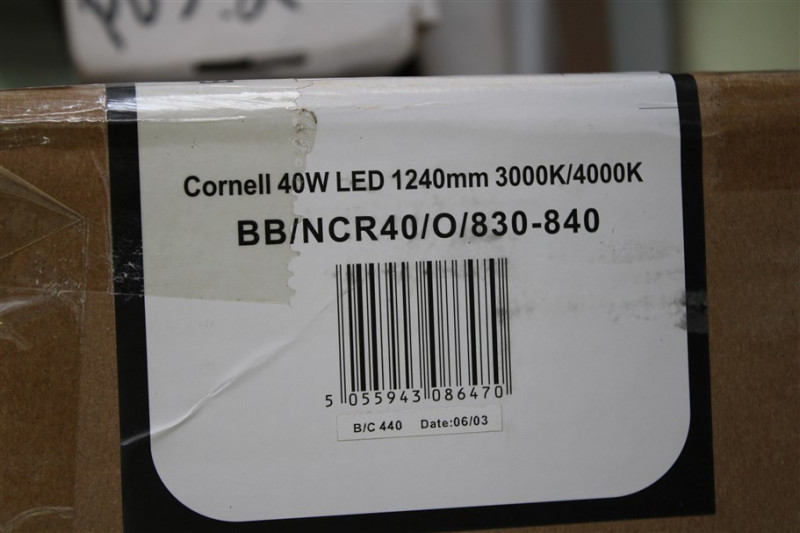 Cornell 40W LED 1240mm 3000K/4000K
BB/NCR40/O/830-840
5 055943 086470
B/C 440 Date:06/03